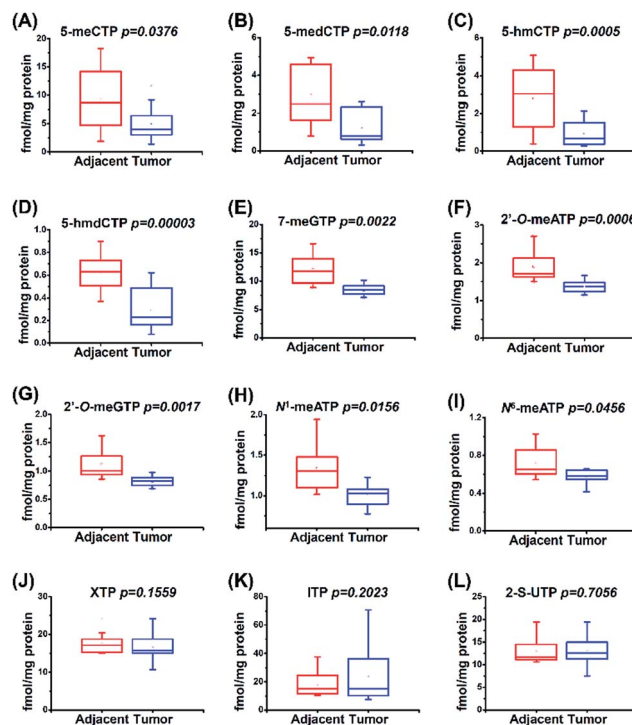 (A)
5-meCTP p=0.0376
fmol/mg protein
20
15
10
5
0
Adjacent Tumor
(B)
5-medCTP p=0.0118
fmol/mg protein
6
4
2
0
Adjacent Tumor
(C)
5-hmCTP p=0.0005
fmol/mg protein
6
4
2
0
Adjacent Tumor
(D)
5-hmdCTP p=0.00003
fmol/mg protein
1.0
0.8
0.6
0.4
0.2
0.0
Adjacent Tumor
(E)
7-meGTP p=0.0022
fmol/mg protein
20
15
10
5
0
Adjacent Tumor
(F)
2'-O-meATP p=0.0006
fmol/mg protein
3
2
1
0
Adjacent Tumor
(G)
2'-O-meGTP p=0.0017
fmol/mg protein
2.0
1.5
1.0
0.5
0.0
Adjacent Tumor
(H)
N¹-meATP p=0.0156
fmol/mg protein
2.0
1.5
1.0
Adjacent Tumor
(I)
N⁶-meATP p=0.0456
fmol/mg protein
1.2
0.8
0.4
0.0
Adjacent Tumor
(J)
XTP p=0.1559
fmol/mg protein
30
20
10
0
Adjacent Tumor
(K)
ITP p=0.2023
fmol/mg protein
80
60
40
20
0
Adjacent Tumor
(L)
2-S-UTP p=0.7056
fmol/mg protein
25
20
15
10
5
0
Adjacent Tumor